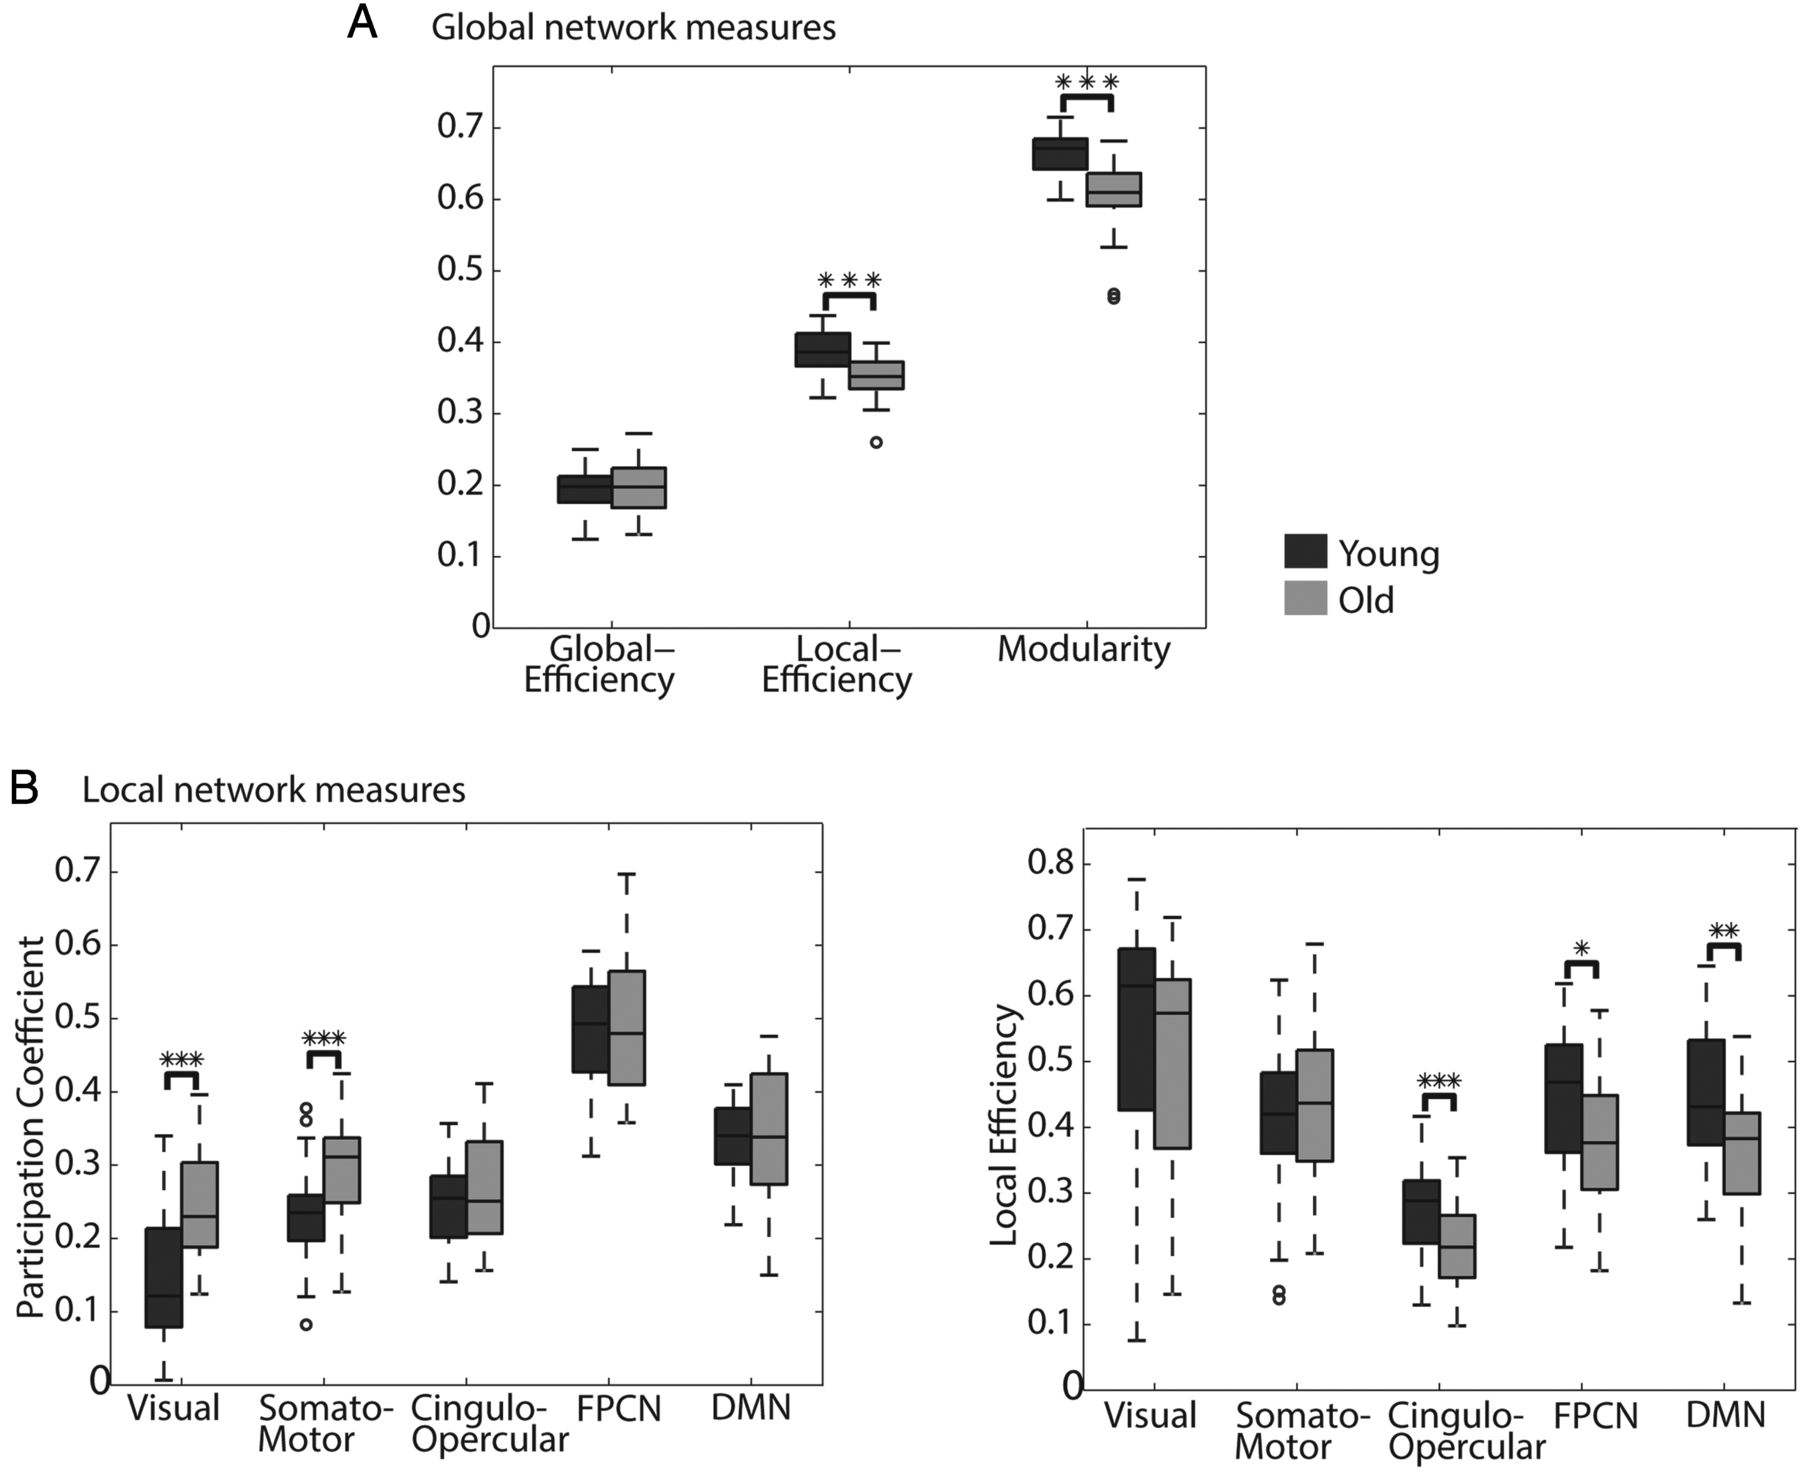 A Global network measures
***
0.7
0.6
0.5
***
0.4
0.3
0.2
0.1
0
Global–
Efficiency
Local–
Efficiency
Modularity
Young
Old
B Local network measures
Participation Coefficient
0.7
0.6
0.5
0.4
0.3
0.2
0.1
0
***
***
Visual
Somato-
Motor
Cingulo-
Opercular
FPCN
DMN
Local Efficiency
0.8
0.7
0.6
0.5
0.4
0.3
0.2
0.1
0
***
*
**
Visual
Somato-
Motor
Cingulo-
Opercular
FPCN
DMN